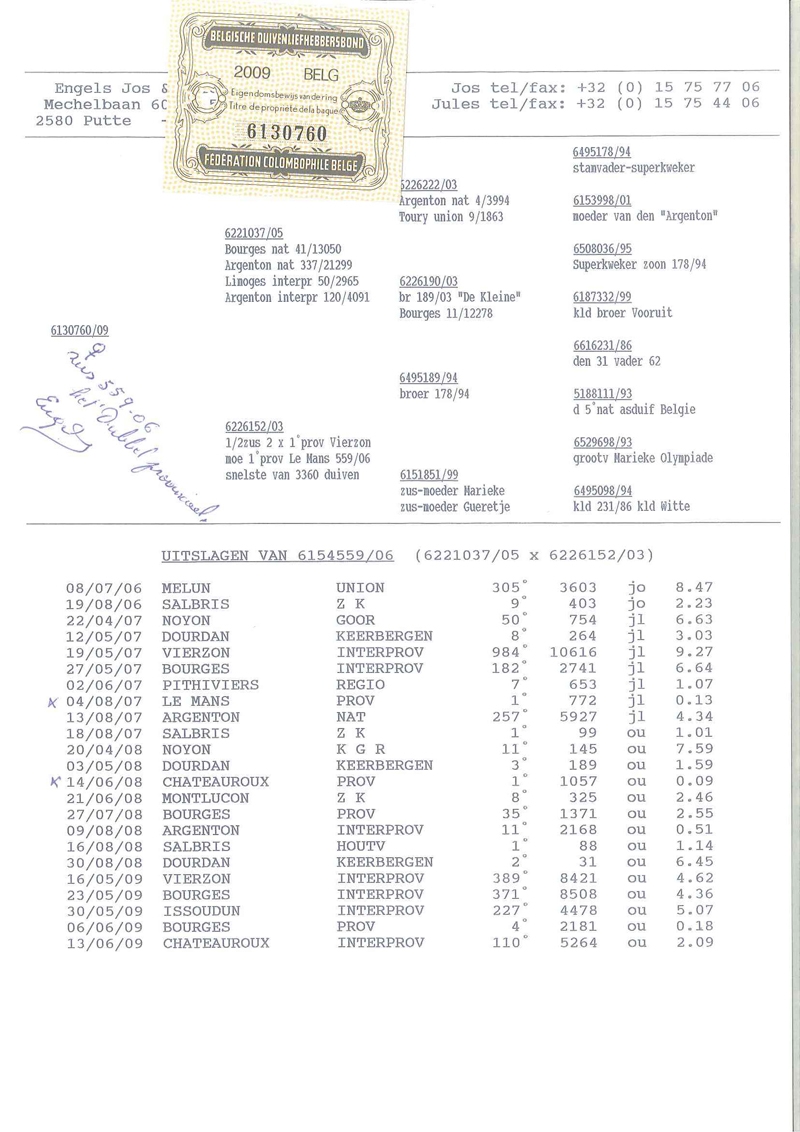 BELGISCHE DUIVENLIEFHEBBERSBOND
2009 BELG
Eigendomsbewijs van de ring
Titre de propriété de la bague
6130760
FEDERATION COLOMBOPHILE BELGE
Engels Jos &
Mechelbaan 60
2580 Putte -
Jos tel/fax: +32 (0) 15 75 77 06
Jules tel/fax: +32 (0) 15 75 44 06
6130760/09
♀
zus 559-06
het "Dubbel provinciaal"
6221037/05
Bourges nat 41/13050
Argenton nat 337/21299
Limoges interpr 50/2965
Argenton interpr 120/4091
6226152/03
1/2zus 2 x 1°prov Vierzon
moe 1°prov Le Mans 559/06
snelste van 3360 duiven
6226222/03
Argenton nat 4/3994
Toury union 9/1863
6226190/03
br 189/03 "De Kleine"
Bourges 11/12278
6495189/94
broer 178/94
6151851/99
zus-moeder Marieke
zus-moeder Gueretje
6495178/94
stamvader-superkweker
6153998/01
moeder van den "Argenton"
6508036/95
Superkweker zoon 178/94
6187332/99
kld broer Vooruit
6616231/86
den 31 vader 62
5188111/93
d 5°nat asduif Belgie
6529698/93
grootv Marieke Olympiade
6495098/94
kld 231/86 kld Witte
UITSLAGEN VAN 6154559/06 (6221037/05 x 6226152/03)
08/07/06 MELUN UNION 305° 3603 jo 8.47
19/08/06 SALBRIS Z K 9° 403 jo 2.23
22/04/07 NOYON GOOR 50° 754 jl 6.63
12/05/07 DOURDAN KEERBERGEN 8° 264 jl 3.03
19/05/07 VIERZON INTERPROV 984° 10616 jl 9.27
27/05/07 BOURGES INTERPROV 182° 2741 jl 6.64
02/06/07 PITHIVIERS REGIO 7° 653 jl 1.07
x 04/08/07 LE MANS PROV 1° 772 jl 0.13
13/08/07 ARGENTON NAT 257° 5927 jl 4.34
18/08/07 SALBRIS Z K 1° 99 ou 1.01
20/04/08 NOYON K G R 11° 145 ou 7.59
03/05/08 DOURDAN KEERBERGEN 3° 189 ou 1.59
x 14/06/08 CHATEAUROUX PROV 1° 1057 ou 0.09
21/06/08 MONTLUCON Z K 8° 325 ou 2.46
27/07/08 BOURGES PROV 35° 1371 ou 2.55
09/08/08 ARGENTON INTERPROV 11° 2168 ou 0.51
16/08/08 SALBRIS HOUTV 1° 88 ou 1.14
30/08/08 DOURDAN KEERBERGEN 2° 31 ou 6.45
16/05/09 VIERZON INTERPROV 389° 8421 ou 4.62
23/05/09 BOURGES INTERPROV 371° 8508 ou 4.36
30/05/09 ISSOUDUN INTERPROV 227° 4478 ou 5.07
06/06/09 BOURGES PROV 4° 2181 ou 0.18
13/06/09 CHATEAUROUX INTERPROV 110° 5264 ou 2.09